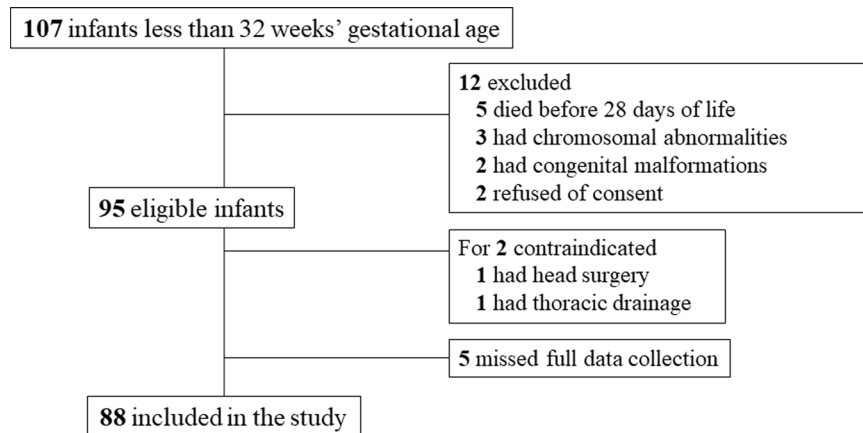 107 infants less than 32 weeks’ gestational age
12 excluded
5 died before 28 days of life
3 had chromosomal abnormalities
2 had congenital malformations
2 refused of consent
95 eligible infants
For 2 contraindicated
1 had head surgery
1 had thoracic drainage
5 missed full data collection
88 included in the study